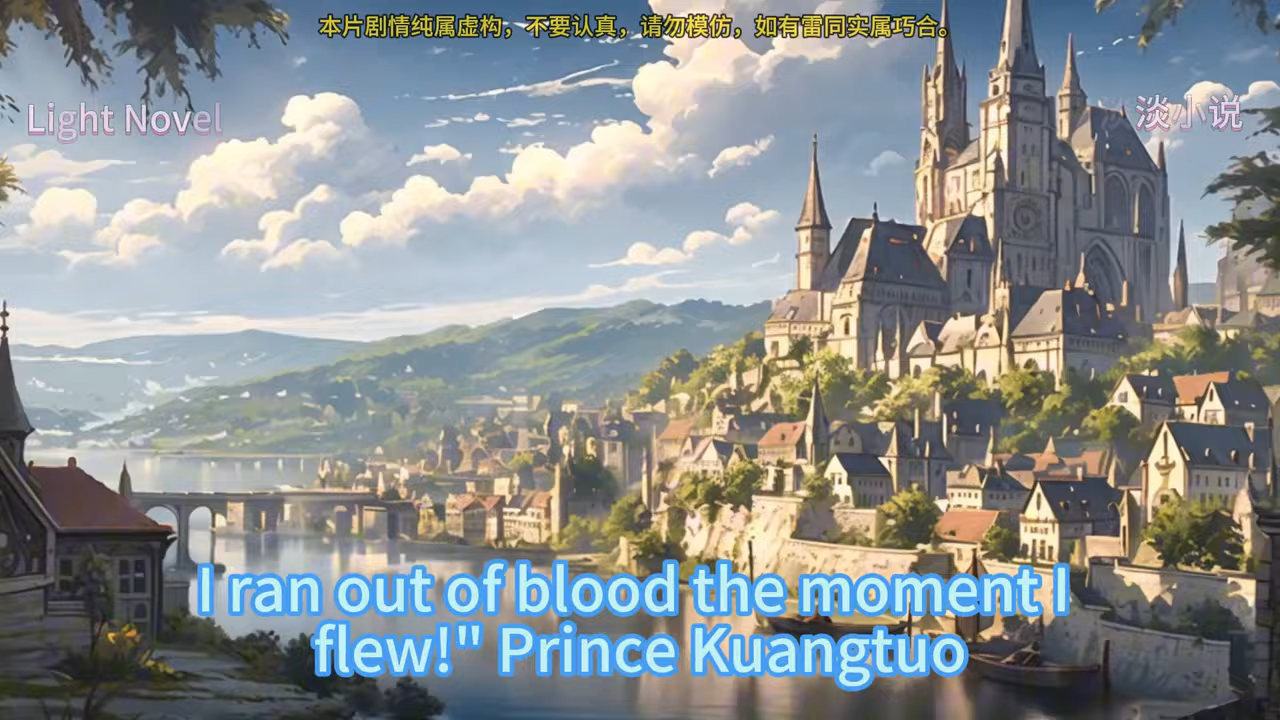 本片剧情纯属虚构，不要认真，请勿模仿，如有雷同实属巧合。
Light Novel
淡小说
I ran out of blood the moment I
flew!" Prince Kuangtuo